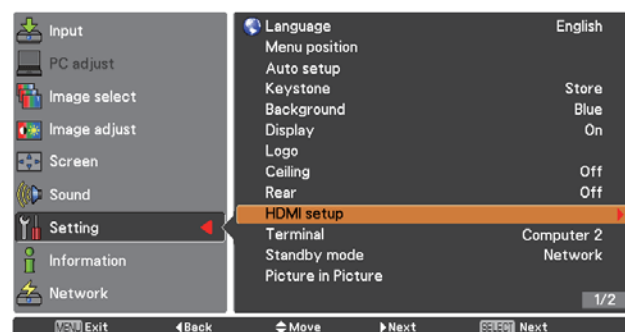 Input
PC adjust
Image select
Image adjust
Screen
Sound
Setting
Information
Network
Language English
Menu position
Auto setup
Keystone Store
Background Blue
Display On
Logo
Ceiling Off
Rear Off
HDMI setup
Terminal Computer 2
Standby mode Network
Picture in Picture
1/2
MENU Exit Back Move Next SELECT Next